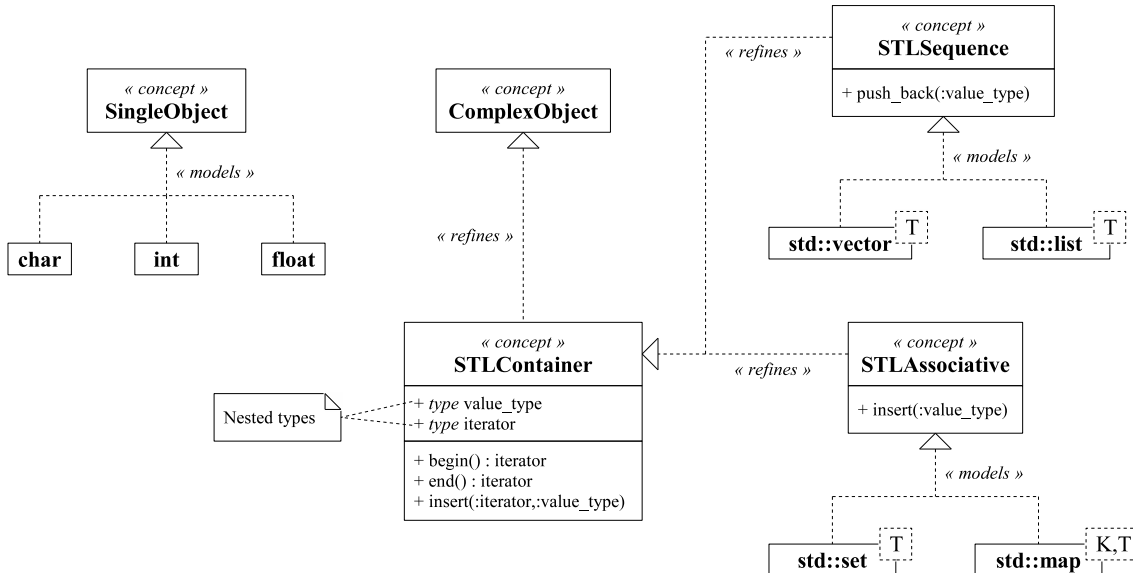 « concept »
SingleObject
« models »
char
int
float
« concept »
ComplexObject
« refines »
« concept »
STLContainer
+ type value_type
+ type iterator
+ begin() : iterator
+ end() : iterator
+ insert(:iterator,:value_type)
Nested types
« refines »
« concept »
STLSequence
+ push_back(:value_type)
« models »
T
std::vector
T
std::list
« refines »
« concept »
STLAssociative
+ insert(:value_type)
« models »
T
std::set
K,T
std::map